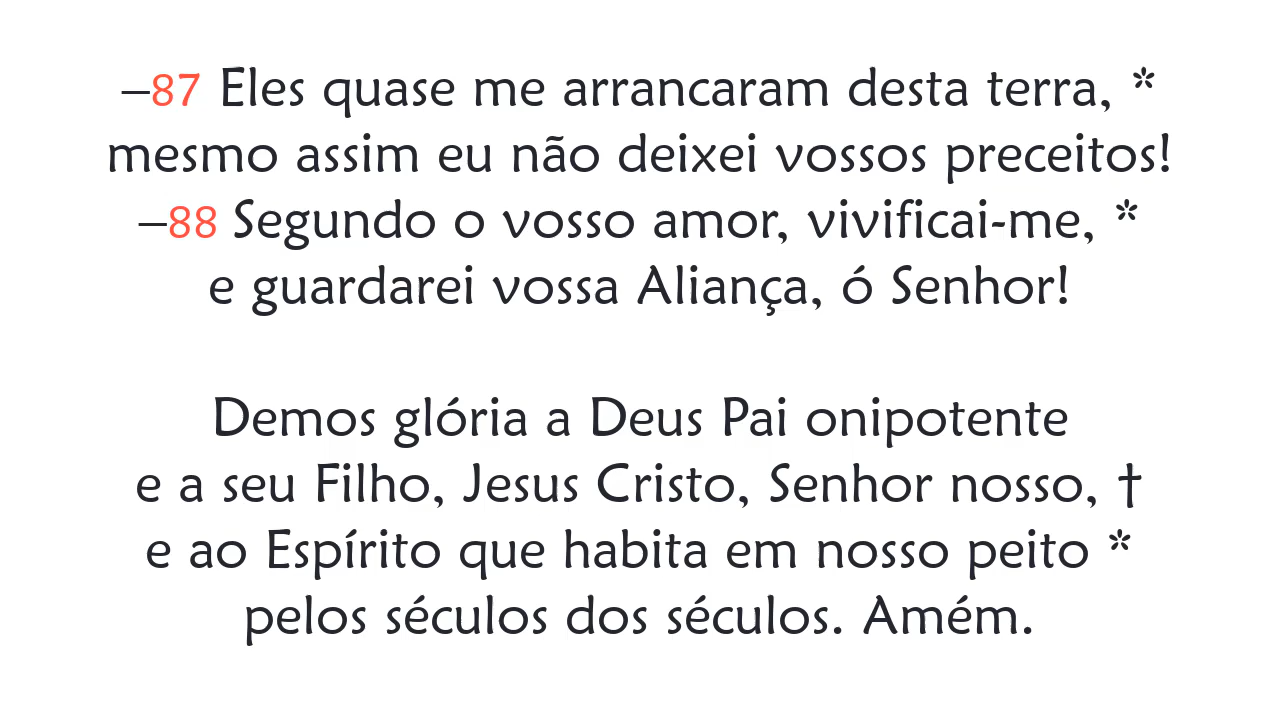 –87 Eles quase me arrancaram desta terra, *
mesmo assim eu não deixei vossos preceitos!
–88 Segundo o vosso amor, vivificai-me, *
e guardarei vossa Aliança, ó Senhor!
Demos glória a Deus Pai onipotente
e a seu Filho, Jesus Cristo, Senhor nosso, †
e ao Espírito que habita em nosso peito *
pelos séculos dos séculos. Amém.